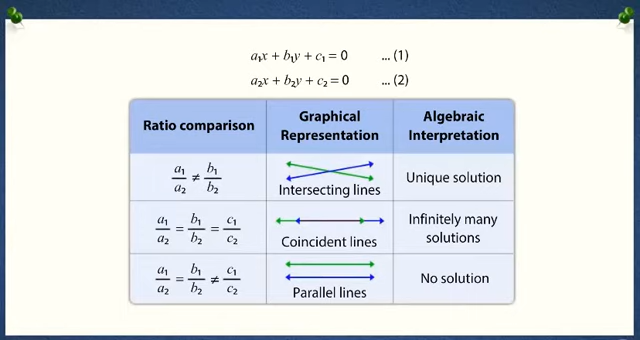 a₁x + b₁y + c₁ = 0 ... (1)
a₂x + b₂y + c₂ = 0 ... (2)
Ratio comparison
Graphical
Representation
Algebraic
Interpretation
a₁/a₂ ≠ b₁/b₂
Intersecting lines
Unique solution
a₁/a₂ = b₁/b₂ = c₁/c₂
Coincident lines
Infinitely many
solutions
a₁/a₂ = b₁/b₂ ≠ c₁/c₂
Parallel lines
No solution